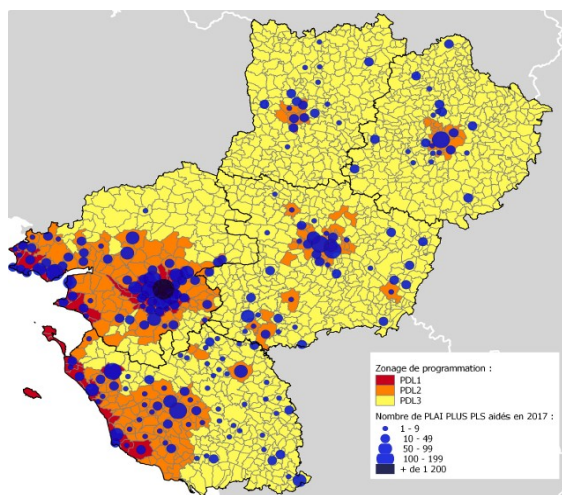 Zonage de programmation :
PDL1
PDL2
PDL3
Nombre de PLAI PLUS PLS aidés en 2017 :
1 - 9
10 - 49
50 - 99
100 - 199
+ de 1 200